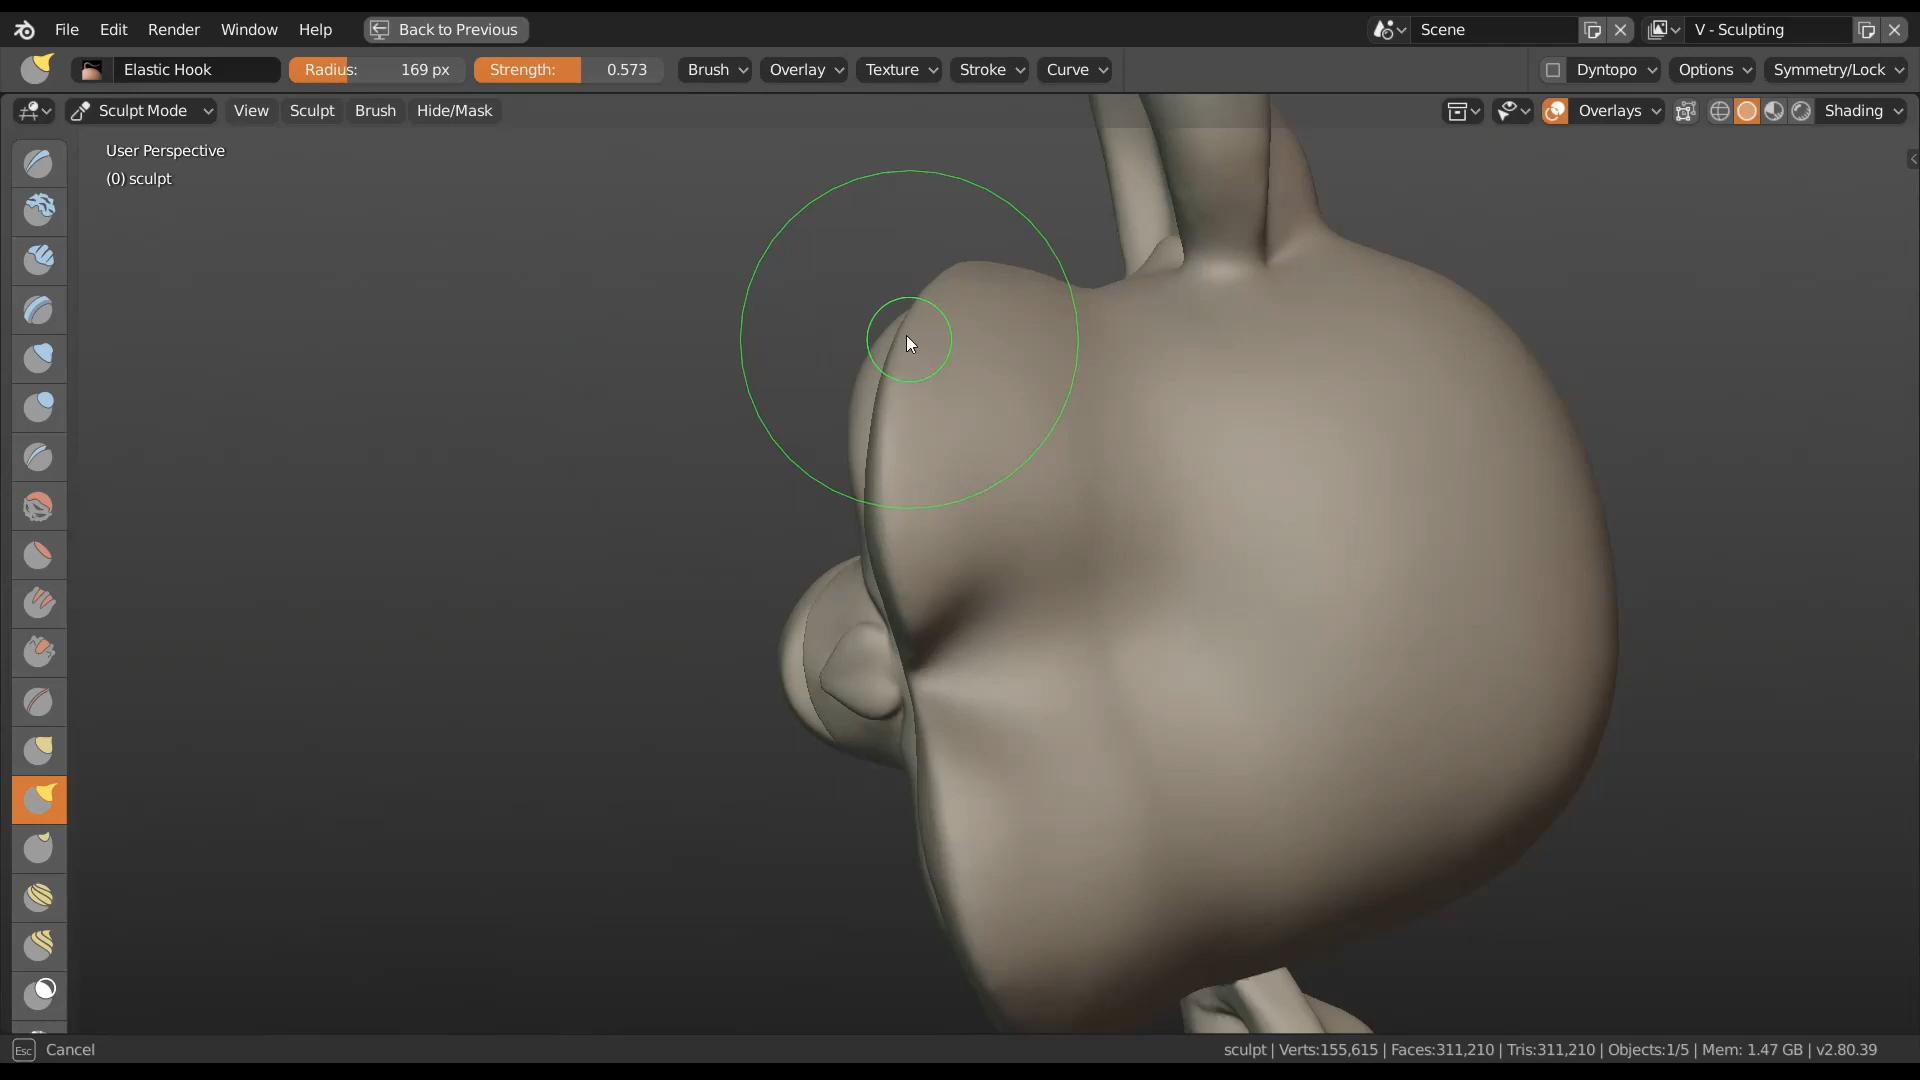 File Edit Render Window Help Back to Previous Scene V - Sculpting
Elastic Hook Radius: 169 px Strength: 0.573 Brush Overlay Texture Stroke Curve Dyntopo Options Symmetry/Lock
Sculpt Mode View Sculpt Brush Hide/Mask Overlays Shading
User Perspective
(0) sculpt
Esc Cancel sculpt | Verts:155,615 | Faces:311,210 | Tris:311,210 | Objects:1/5 | Mem: 1.47 GB | v2.80.39